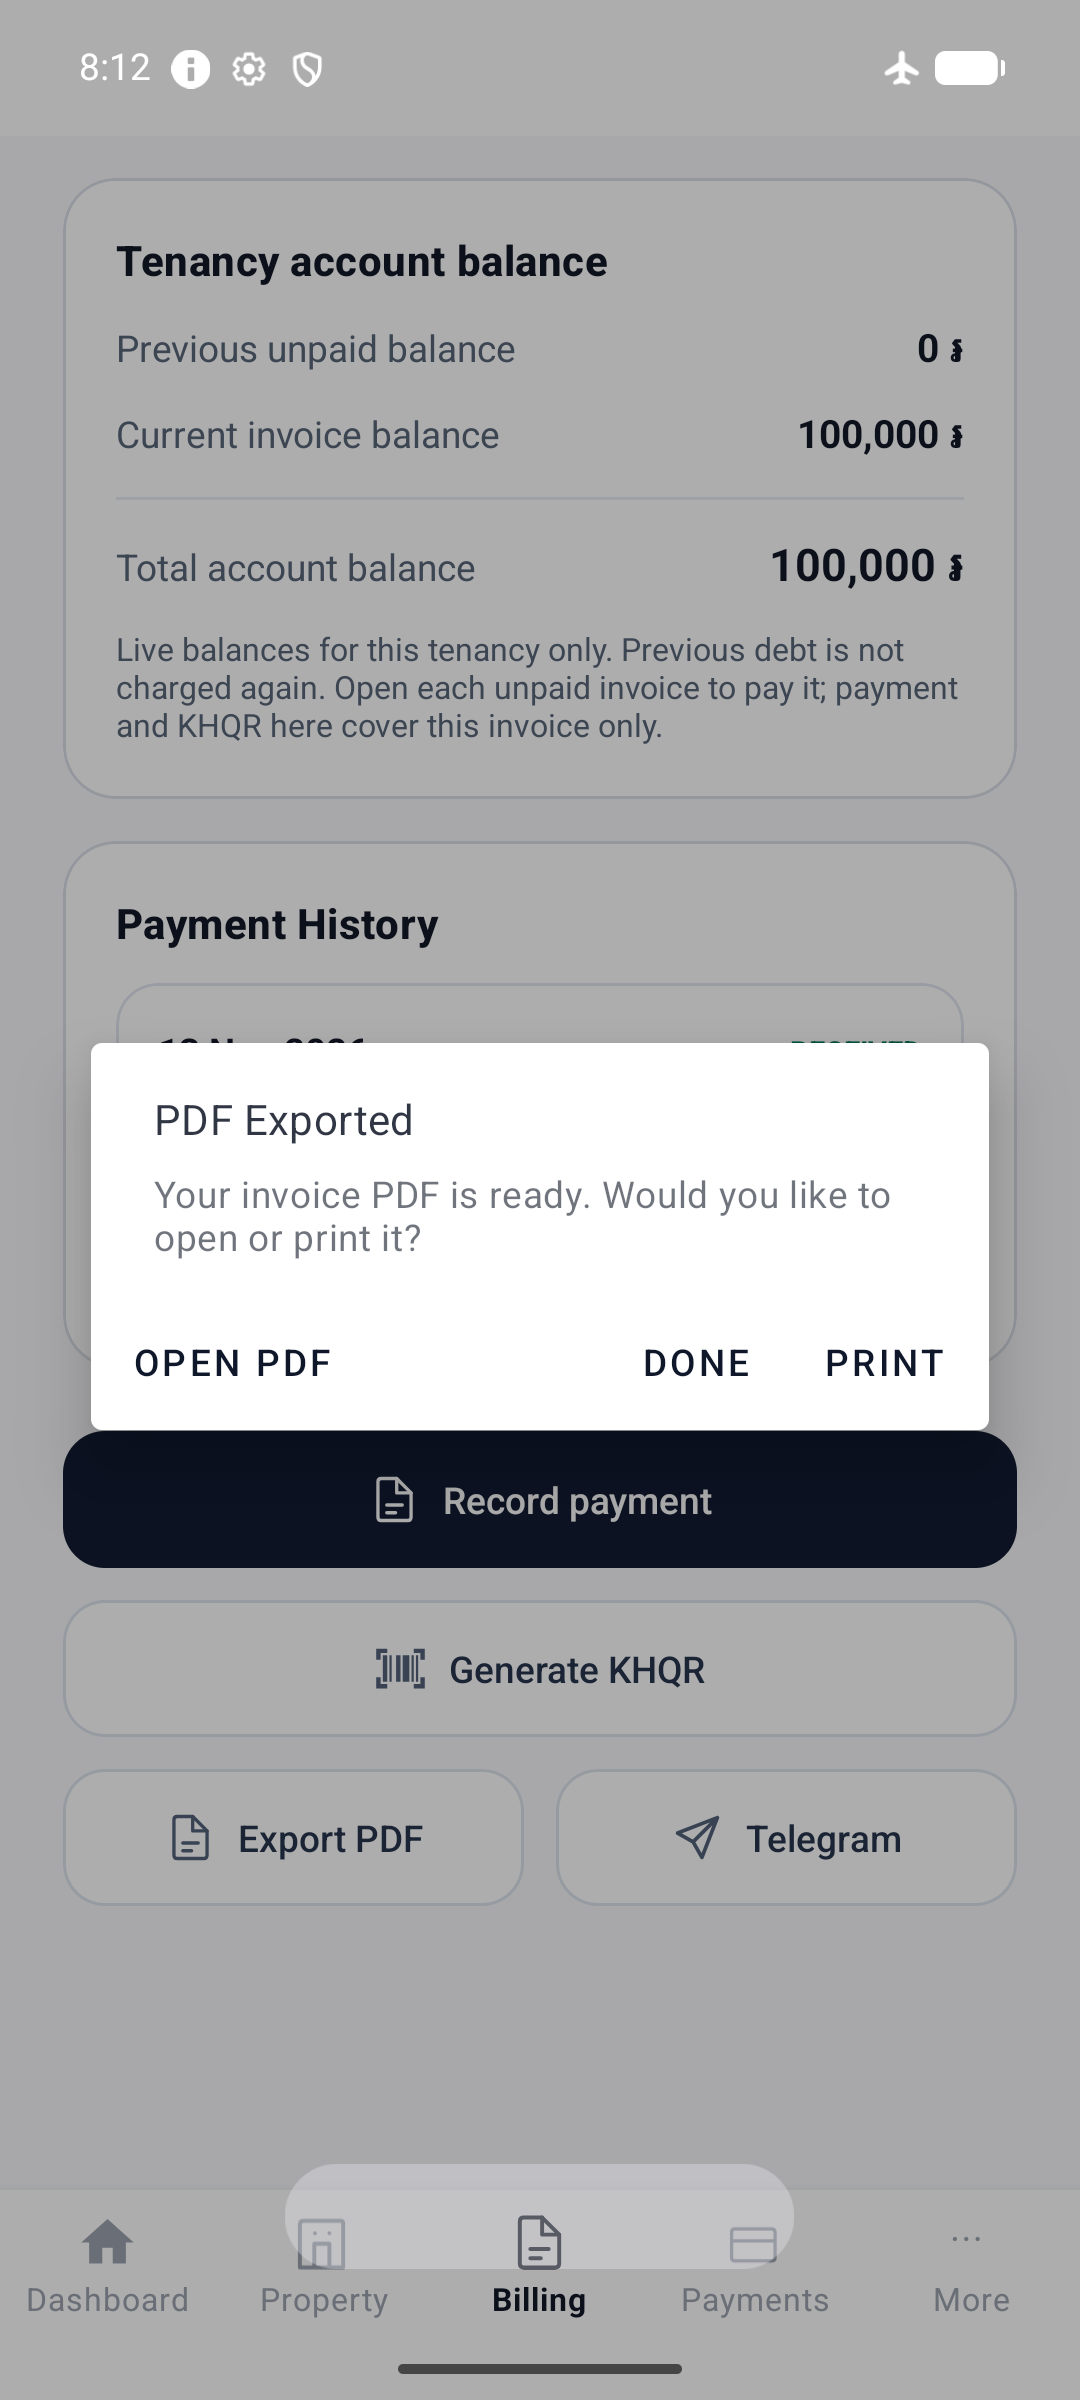 8:12
Tenancy account balance
Previous unpaid balance
0 ៛
Current invoice balance
100,000 ៛
Total account balance
100,000 ៛
Live balances for this tenancy only. Previous debt is not
charged again. Open each unpaid invoice to pay it; payment
and KHQR here cover this invoice only.
Payment History
PDF Exported
Your invoice PDF is ready. Would you like to
open or print it?
OPEN PDF
DONE
PRINT
Record payment
Generate KHQR
Export PDF
Telegram
Dashboard
Property
Billing
Payments
More